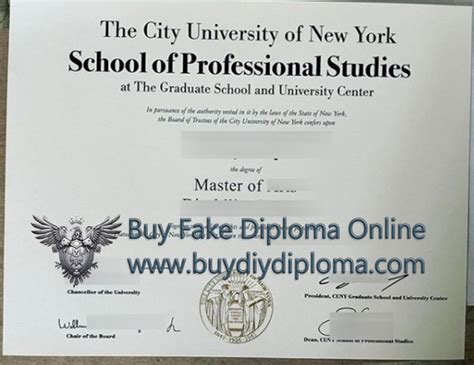 The City University of New York
School of Professional Studies
at The Graduate School and University Center
In pursuance of the authority vested in it by the laws of the State of New York,
the Board of Trustees of the City University of New York confers upon
the degree of
Master of
Buy Fake Diploma Online
www.buydiydiploma.com
Chancellor of the University
President, CUNY Graduate School and University Center
Chair of the Board
Dean, CUNY School of Professional Studies